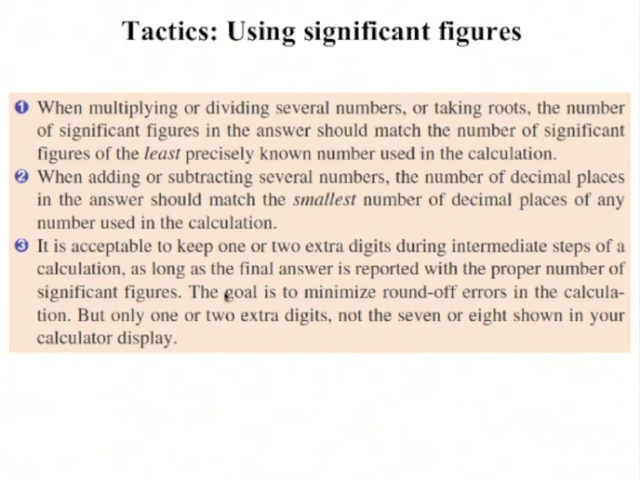 Tactics: Using significant figures
1 When multiplying or dividing several numbers, or taking roots, the number
of significant figures in the answer should match the number of significant
figures of the least precisely known number used in the calculation.
2 When adding or subtracting several numbers, the number of decimal places
in the answer should match the smallest number of decimal places of any
number used in the calculation.
3 It is acceptable to keep one or two extra digits during intermediate steps of a
calculation, as long as the final answer is reported with the proper number of
significant figures. The goal is to minimize round-off errors in the calcula-
tion. But only one or two extra digits, not the seven or eight shown in your
calculator display.